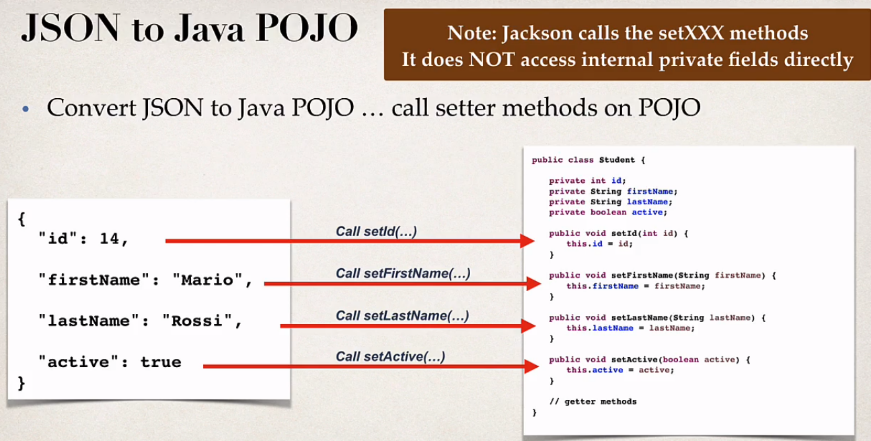 JSON to Java POJO
Note: Jackson calls the setXXX methods
It does NOT access internal private fields directly
• Convert JSON to Java POJO … call setter methods on POJO
{
"id": 14,
"firstName": "Mario",
"lastName": "Rossi",
"active": true
}
Call setId(…)
Call setFirstName(…)
Call setLastName(…)
Call setActive(…)
public class Student {
private int id;
private String firstName;
private String lastName;
private boolean active;
public void setId(int id) {
this.id = id;
}
public void setFirstName(String firstName) {
this.firstName = firstName;
}
public void setLastName(String lastName) {
this.lastName = lastName;
}
public void setActive(boolean active) {
this.active = active;
}
// getter methods
}